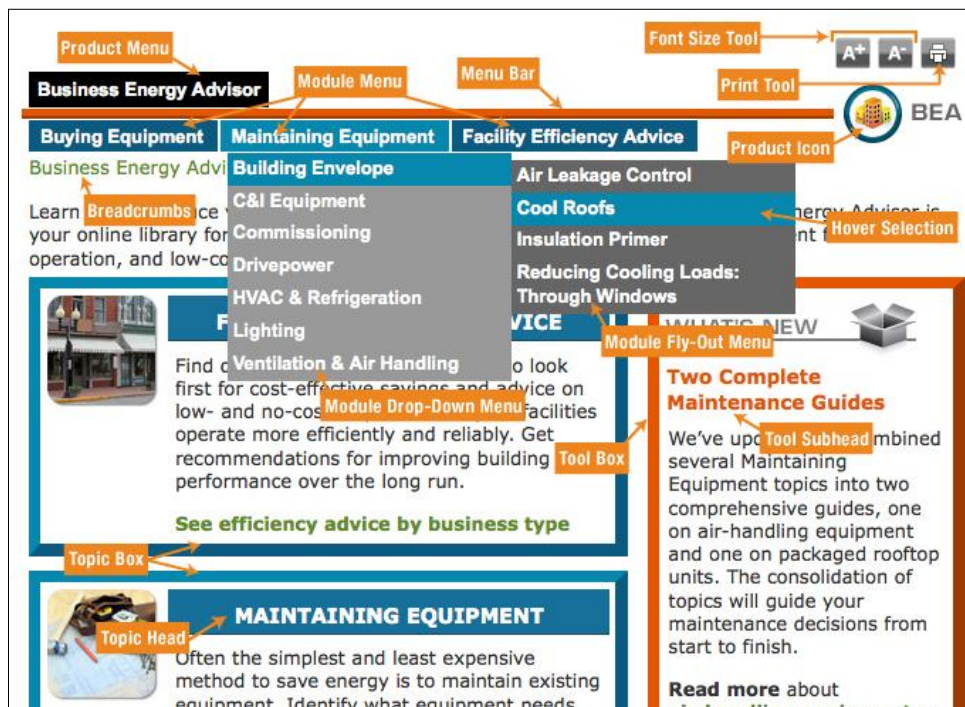 Product Menu
Font Size Tool
A+ A-
Business Energy Advisor
Module Menu
Menu Bar
Print Tool
BEA
Buying Equipment Maintaining Equipment Facility Efficiency Advice
Product Icon
Business Energy Advi
Building Envelope
Air Leakage Control
Breadcrumbs
C&I Equipment
Cool Roofs
Hover Selection
Learn
your online library for
operation, and low-co
Commissioning
Insulation Primer
Drivepower
Reducing Cooling Loads:
Through Windows
HVAC & Refrigeration
Lighting
Ventilation & Air Handling
Module Fly-Out Menu
WHAT'S NEW
Find
o look
first for cost-effective savings and advice on
low- and no-cos
facilities
Module Drop-Down Menu
operate more efficiently and reliably. Get
recommendations for improving building
performance over the long run.
See efficiency advice by business type
Tool Box
Two Complete
Maintenance Guides
Tool Subhead
We've up
mbined
several Maintaining
Equipment topics into two
comprehensive guides, one
on air-handling equipment
and one on packaged rooftop
units. The consolidation of
topics will guide your
maintenance decisions from
start to finish.
Read more about
Topic Box
MAINTAINING EQUIPMENT
Topic Head
Often the simplest and least expensive
method to save energy is to maintain existing
equipment. Identify what equipment needs